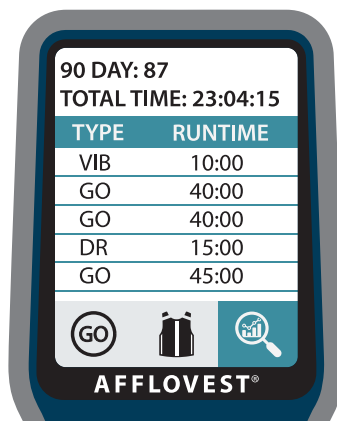 90 DAY: 87
TOTAL TIME: 23:04:15
TYPE RUNTIME
VIB 10:00
GO 40:00
GO 40:00
DR 15:00
GO 45:00
GO
AFFLOVEST®